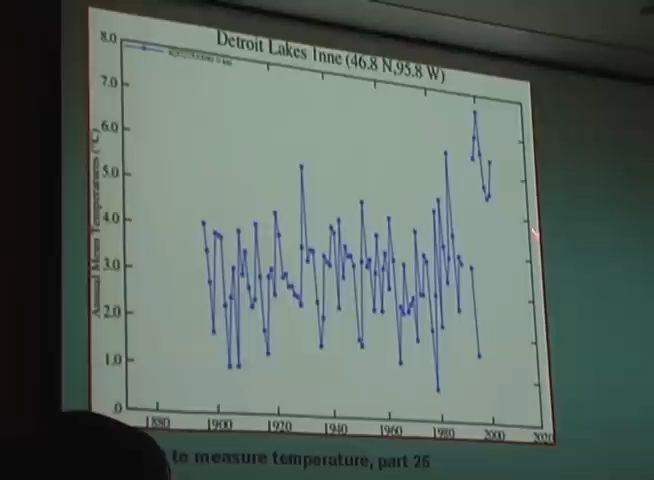 Detroit Lakes 1nne (46.8 N,95.8 W)
8.0
7.0
6.0
5.0
4.0
3.0
2.0
1.0
.0
Annual Mean Temperatures (°C)
1880 1900 1920 1940 1960 1980 2000 2020
to measure temperature, part 25